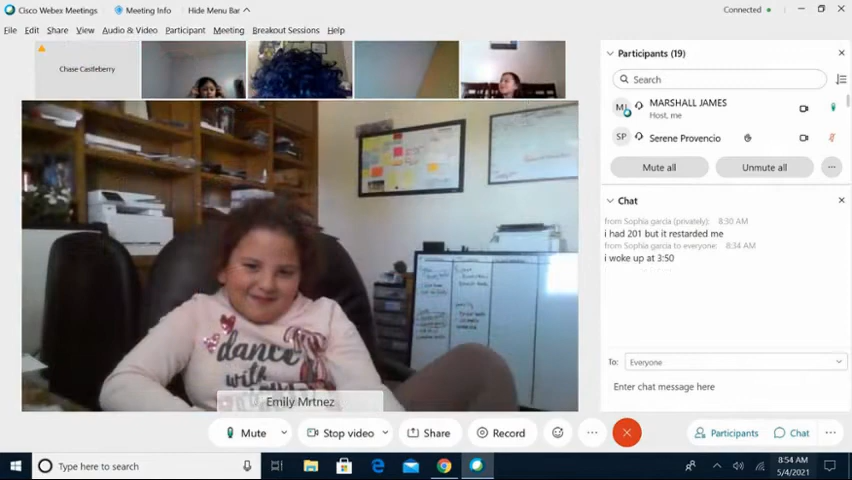 Cisco Webex Meetings
Meeting Info
Hide Menu Bar
Connected
File Edit Share View Audio & Video Participant Meeting Breakout Sessions Help
Chase Castleberry
Participants (19)
Search
MJ
MARSHALL JAMES
Host, me
SP
Serene Provencio
Mute all
Unmute all
Chat
from Sophia garcia (privately): 8:30 AM
i had 201 but it restarded me
from Sophia garcia to everyone: 8:34 AM
i woke up at 3:50
dance
with
Emily Mrtnez
To: Everyone
Enter chat message here
Mute
Stop video
Share
Record
Participants
Chat
Type here to search
8:54 AM
5/4/2021